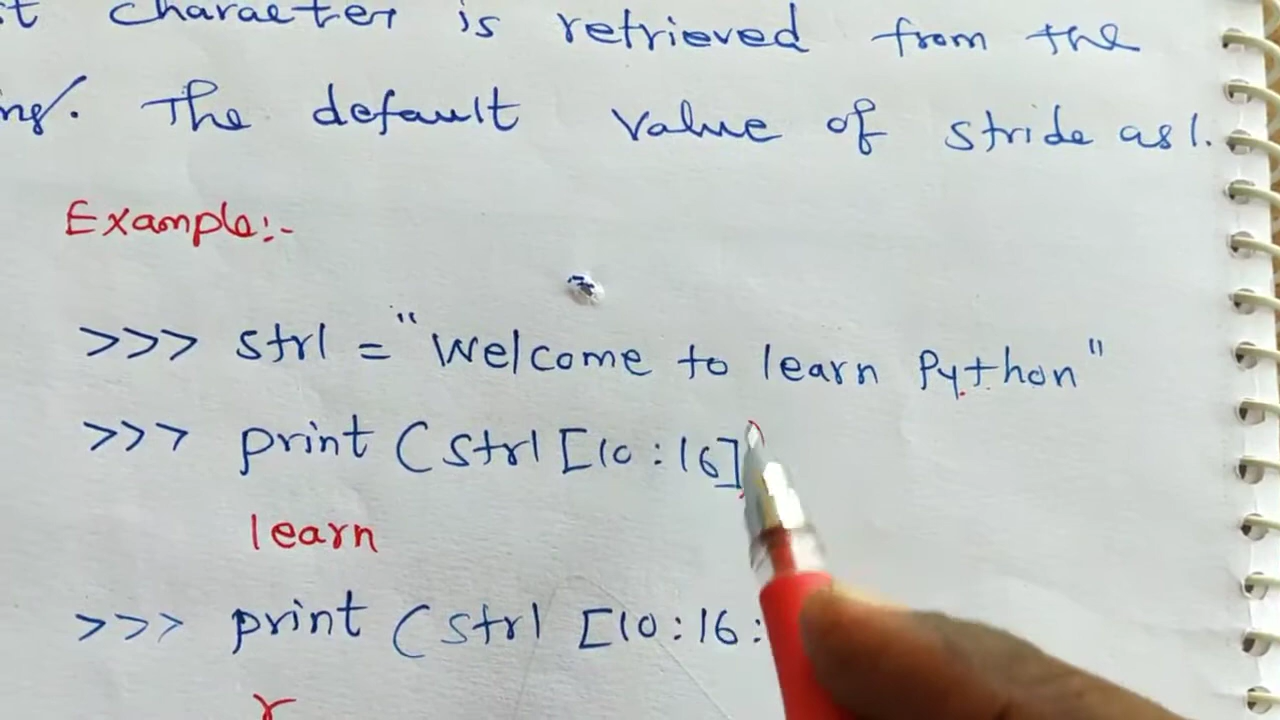 character is retrieved from the
The default value of stride as 1.
Example:-
>>> str1 = "Welcome to learn Python"
>>> print (str1 [10:16]
learn
>>> print (str1 [10:16:
r